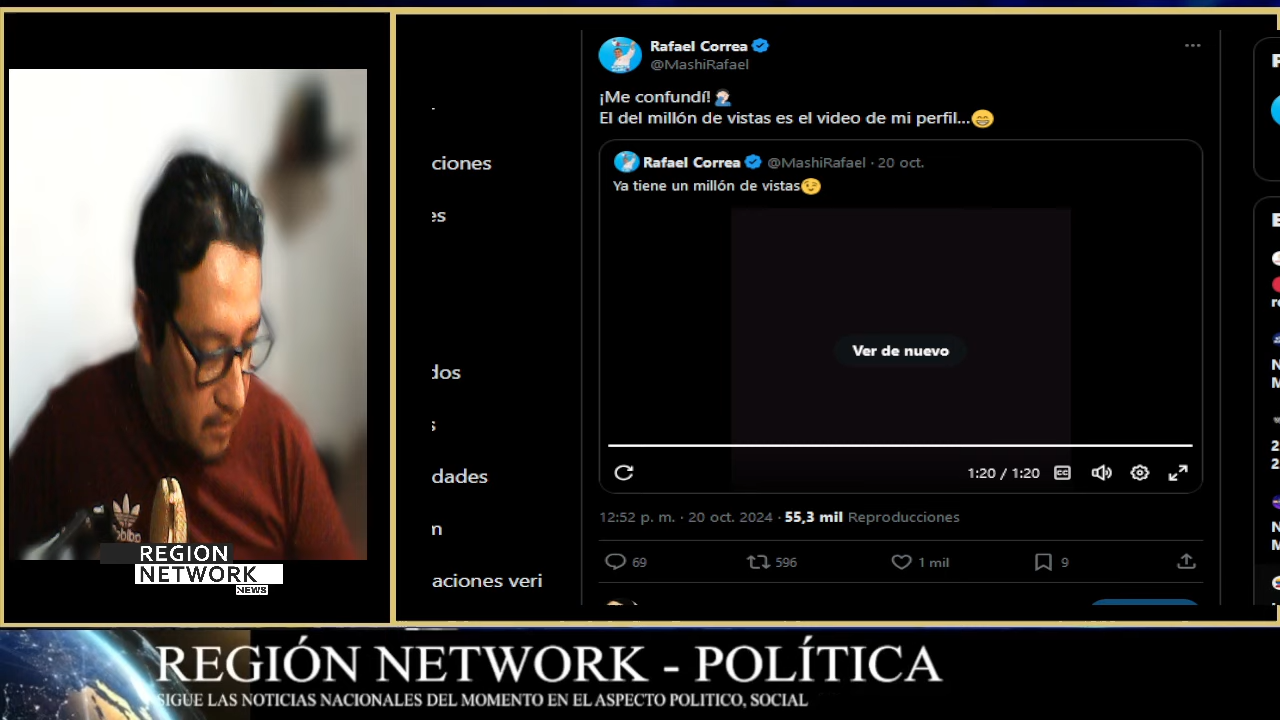 Rafael Correa
@MashiRafael
¡Me confundí!
El del millón de vistas es el video de mi perfil...
Rafael Correa @MashiRafael · 20 oct.
Ya tiene un millón de vistas
Ver de nuevo
1:20 / 1:20
12:52 p. m. · 20 oct. 2024 · 55,3 mil Reproducciones
69 596 1 mil 9
ciones
es
dos
s
dades
n
aciones veri
REGION
NETWORK
NEWS
REGIÓN NETWORK - POLÍTICA
SIGUE LAS NOTICIAS NACIONALES DEL MOMENTO EN EL ASPECTO POLITICO, SOCIAL